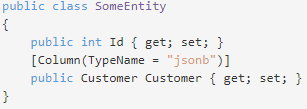 public class SomeEntity
{
    public int Id { get; set; }
    [Column(TypeName = "jsonb")]
    public Customer Customer { get; set; }
}